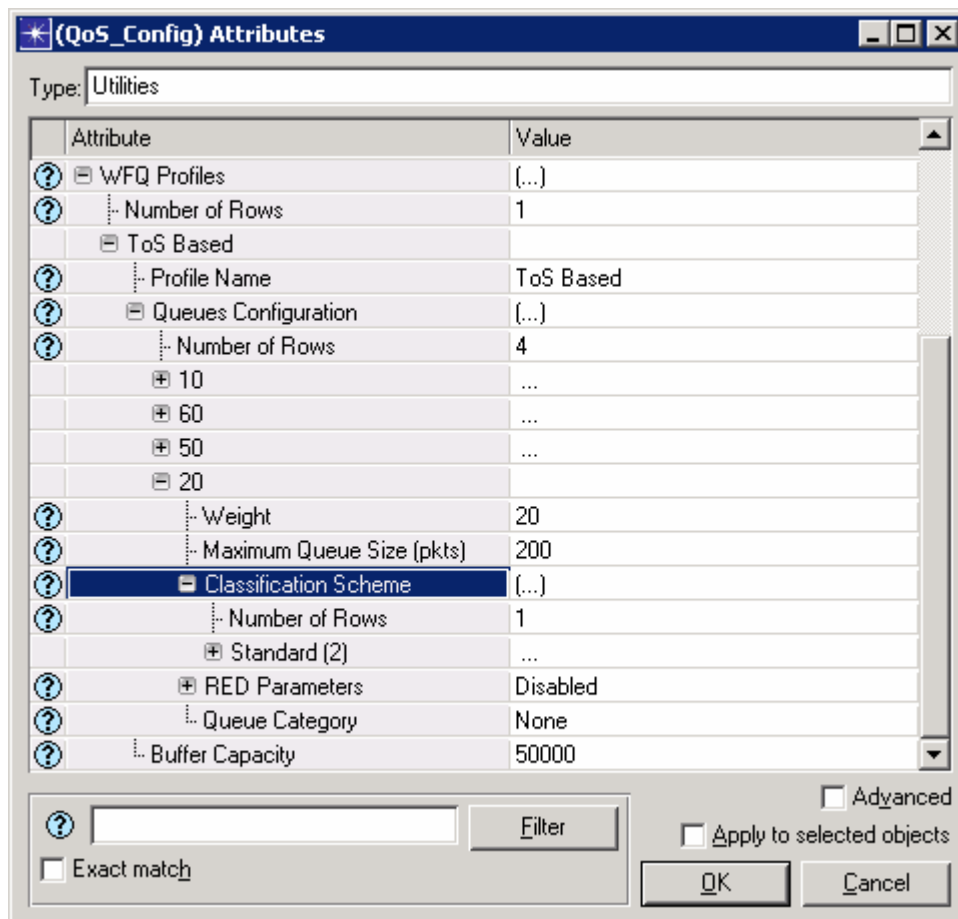 (QoS_Config) Attributes
Type: Utilities
Attribute Value
WFQ Profiles (...)
Number of Rows 1
ToS Based
Profile Name ToS Based
Queues Configuration (...)
Number of Rows 4
10 ...
60 ...
50 ...
20
Weight 20
Maximum Queue Size (pkts) 200
Classification Scheme (...)
Number of Rows 1
Standard (2) ...
RED Parameters Disabled
Queue Category None
Buffer Capacity 50000
Advanced
Filter
Apply to selected objects
Exact match
OK Cancel